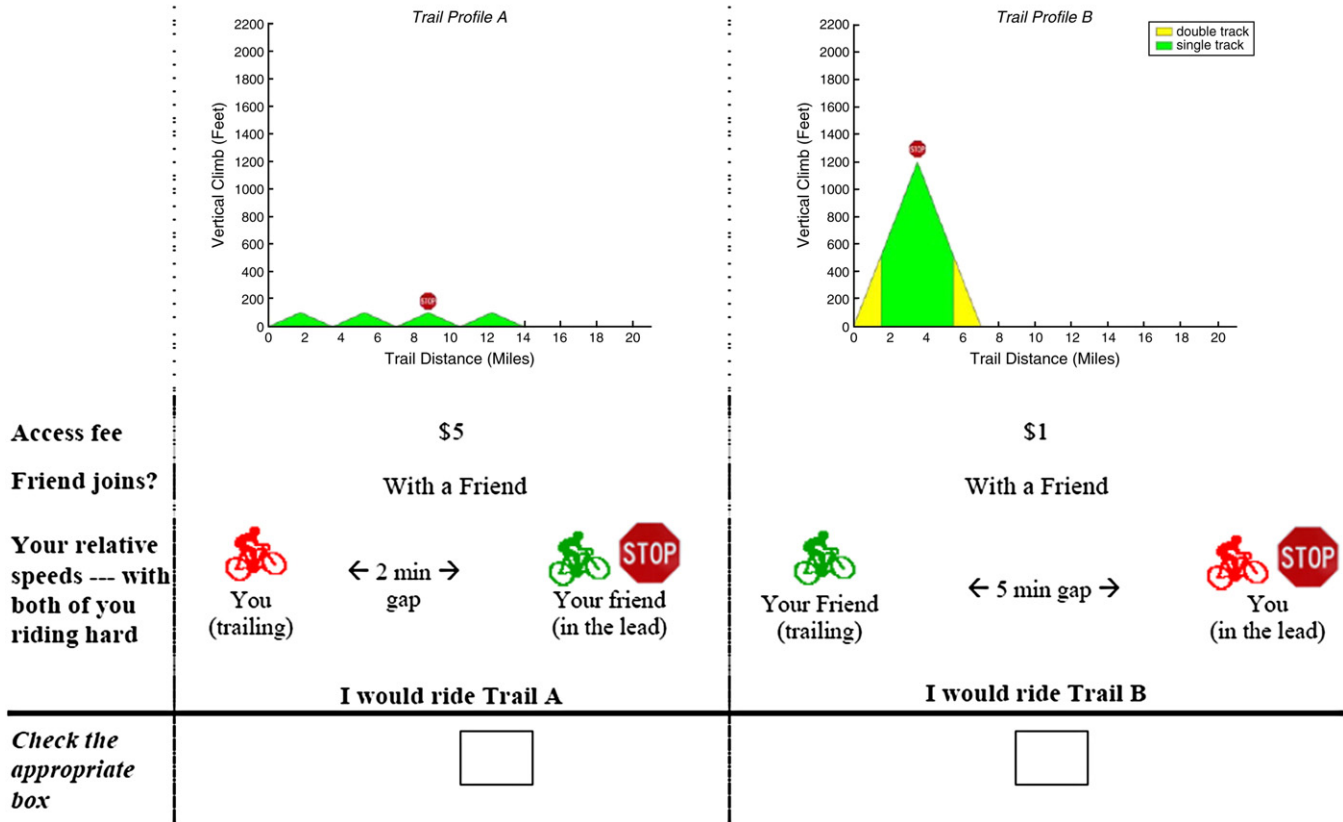 Trail Profile A
2200
2000
1800
1600
1400
1200
1000
800
600
400
200
0
Vertical Climb (Feet)
STOP
0 2 4 6 8 10 12 14 16 18 20
Trail Distance (Miles)
Trail Profile B
double track
single track
2200
2000
1800
1600
1400
1200
1000
800
600
400
200
0
Vertical Climb (Feet)
STOP
0 2 4 6 8 10 12 14 16 18 20
Trail Distance (Miles)
Access fee
$5
$1
Friend joins?
With a Friend
With a Friend
Your relative
speeds --- with
both of you
riding hard
You
(trailing)
← 2 min →
gap
STOP
Your friend
(in the lead)
Your Friend
(trailing)
← 5 min gap →
STOP
You
(in the lead)
I would ride Trail A
I would ride Trail B
Check the
appropriate
box